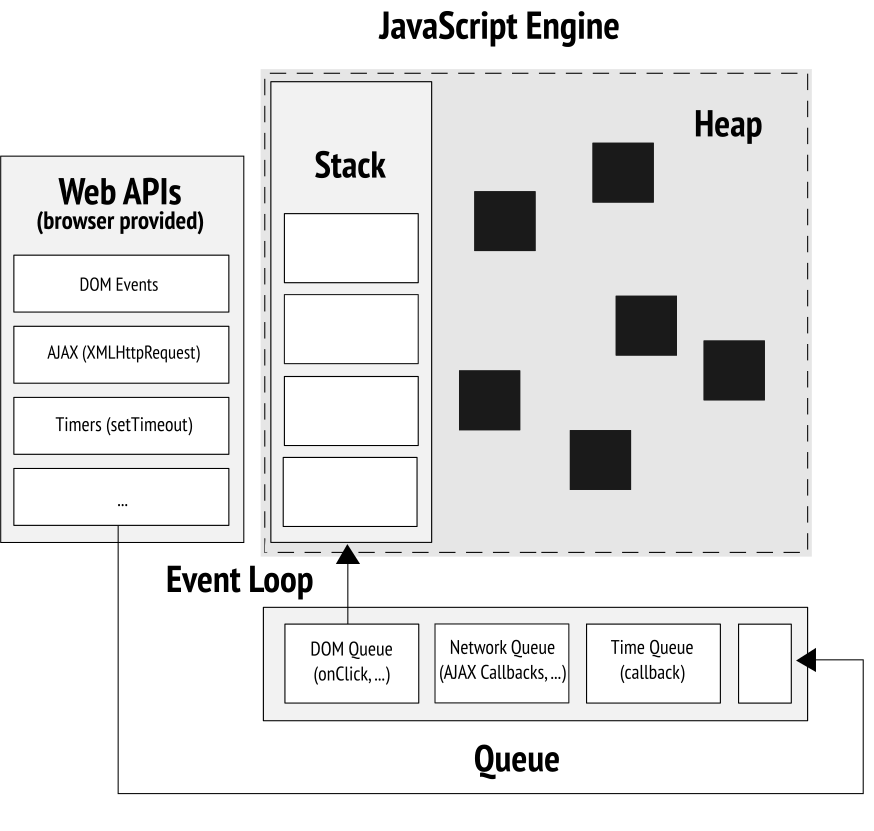 JavaScript Engine
Heap
Stack
Web APIs
(browser provided)
DOM Events
AJAX (XMLHttpRequest)
Timers (setTimeout)
...
Event Loop
DOM Queue
(onClick, ...)
Network Queue
(AJAX Callbacks, ...)
Time Queue
(callback)
Queue